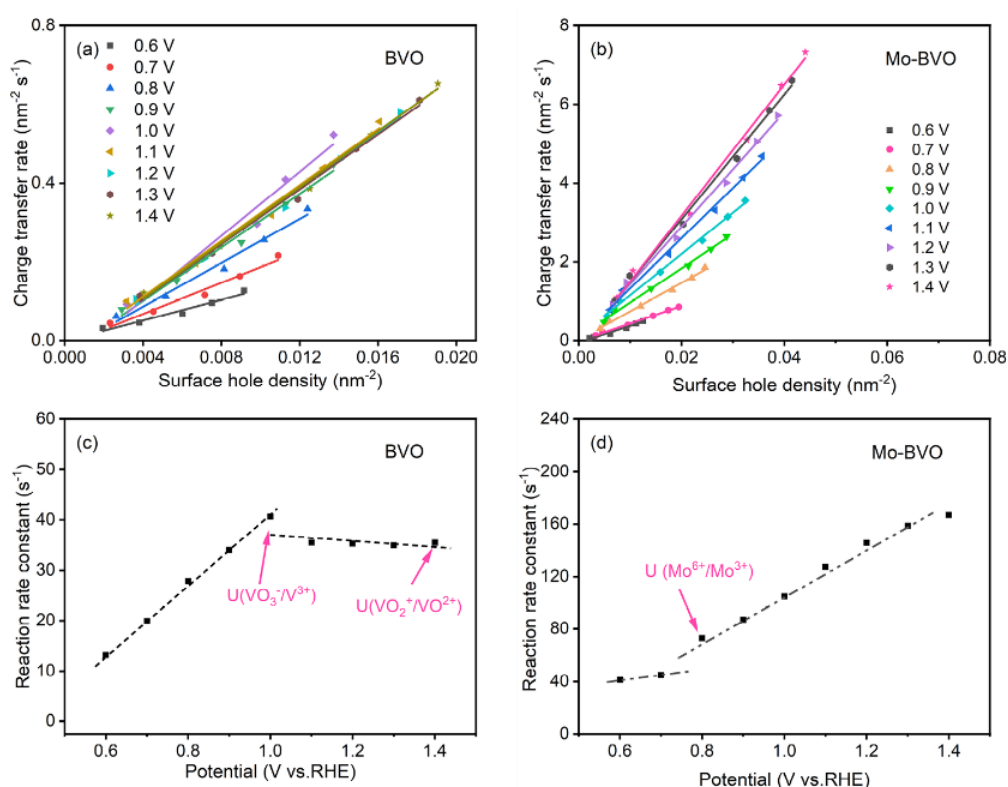 (a)
BVO
0.6 V
0.7 V
0.8 V
0.9 V
1.0 V
1.1 V
1.2 V
1.3 V
1.4 V
0.8
0.4
0.0
0.000
0.004
0.008
0.012
0.016
0.020
Charge transfer rate (nm⁻² s⁻¹)
Surface hole density (nm⁻²)
(b)
Mo-BVO
0.6 V
0.7 V
0.8 V
0.9 V
1.0 V
1.1 V
1.2 V
1.3 V
1.4 V
8
6
4
2
0
0.00
0.02
0.04
0.06
0.08
Charge transfer rate (nm⁻² s⁻¹)
Surface hole density (nm⁻²)
(c)
BVO
60
50
40
30
20
10
0
U(VO₃⁻/V³⁺)
U(VO₂⁺/VO²⁺)
0.6
0.8
1.0
1.2
1.4
Reaction rate constant (s⁻¹)
Potential (V vs.RHE)
(d)
Mo-BVO
240
200
160
120
80
40
0
U (Mo⁶⁺/Mo³⁺)
0.6
0.8
1.0
1.2
1.4
Reaction rate constant (s⁻¹)
Potential (V vs.RHE)